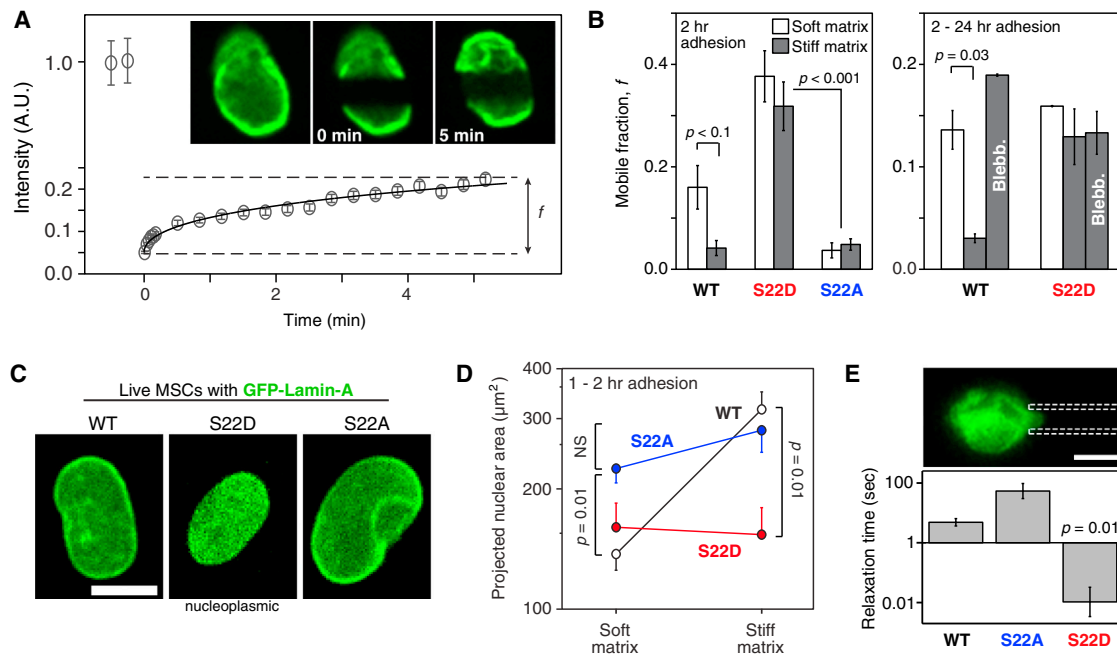 A
Intensity (A.U.)
1.0
0.2
0.1
0.0
0 min
5 min
f
0
2
4
Time (min)
B
Mobile fraction, f
2 hr
adhesion
Soft matrix
Stiff matrix
p < 0.001
p < 0.1
0.4
0.2
0.0
WT
S22D
S22A
2 - 24 hr adhesion
p = 0.03
0.2
0.1
0.0
Blebb.
Blebb.
WT
S22D
C
Live MSCs with GFP-Lamin-A
WT
S22D
S22A
nucleoplasmic
D
Projected nuclear area (µm²)
400
300
200
100
1 - 2 hr adhesion
WT
S22A
NS
p = 0.01
p = 0.01
S22D
Soft
matrix
Stiff
matrix
E
Relaxation time (sec)
100
1
0.01
p = 0.01
WT
S22A
S22D